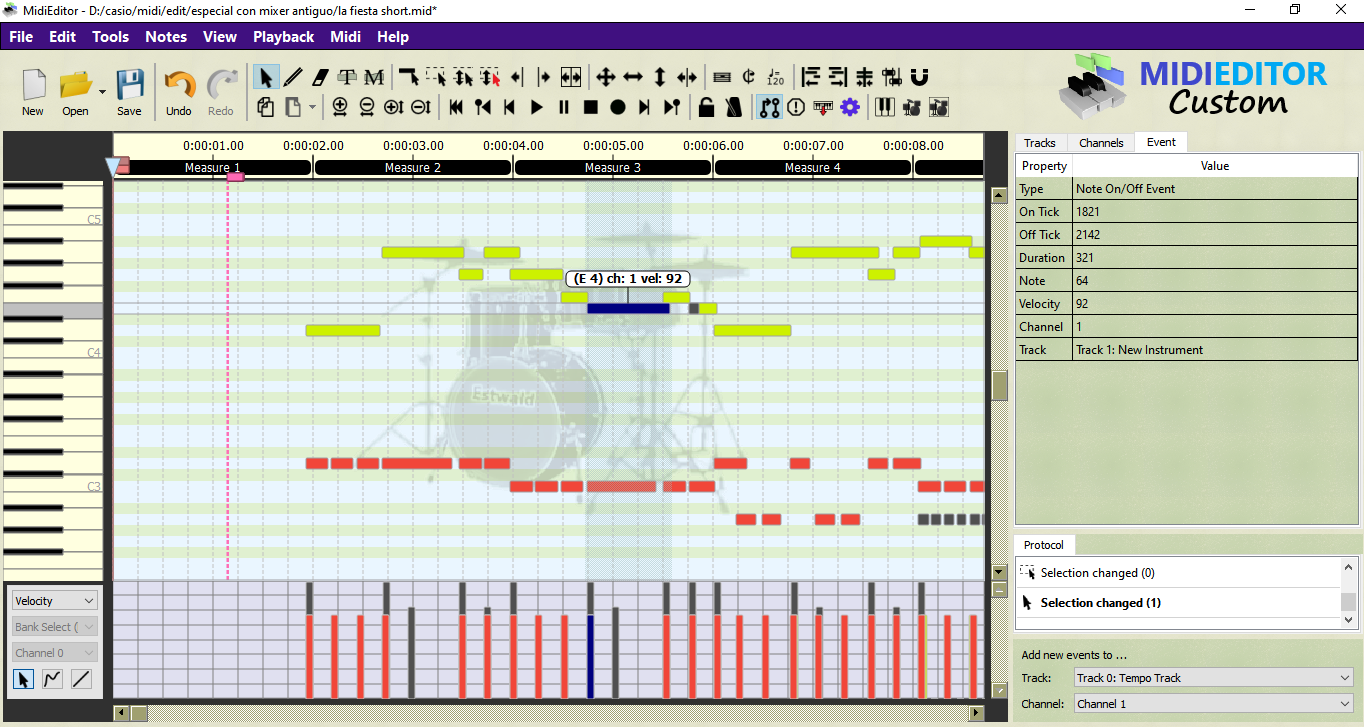 MidiEditor - D:/casio/midi/edit/especial con mixer antiguo/la fiesta short.mid*
File Edit Tools Notes View Playback Midi Help
New Open Save Undo Redo
120
MIDIEDITOR
Custom
0:00:01.00 0:00:02.00 0:00:03.00 0:00:04.00 0:00:05.00 0:00:06.00 0:00:07.00 0:00:08.00
Measure 1 Measure 2 Measure 3 Measure 4
C5
C4
C3
(E 4) ch: 1 vel: 92
Estwald
Velocity
Bank Select (
Channel 0
Tracks Channels Event
Property Value
Type Note On/Off Event
On Tick 1821
Off Tick 2142
Duration 321
Note 64
Velocity 92
Channel 1
Track Track 1: New Instrument
Protocol
Selection changed (0)
Selection changed (1)
Add new events to ...
Track: Track 0: Tempo Track
Channel: Channel 1